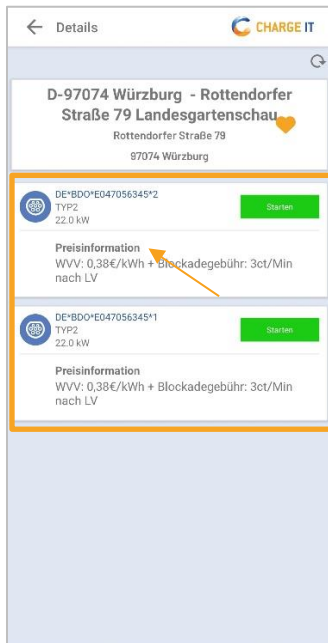 Details
CHARGE IT
D-97074 Würzburg - Rottendorfer
Straße 79 Landesgartenschau
Rottendorfer Straße 79
97074 Würzburg
DE*BDO*E047056345*2
TYP2
22.0 kW
Starten
Preisinformation
WVV: 0,38€/kWh + Blockadegebühr: 3ct/Min
nach LV
DE*BDO*E047056345*1
TYP2
22.0 kW
Starten
Preisinformation
WVV: 0,38€/kWh + Blockadegebühr: 3ct/Min
nach LV